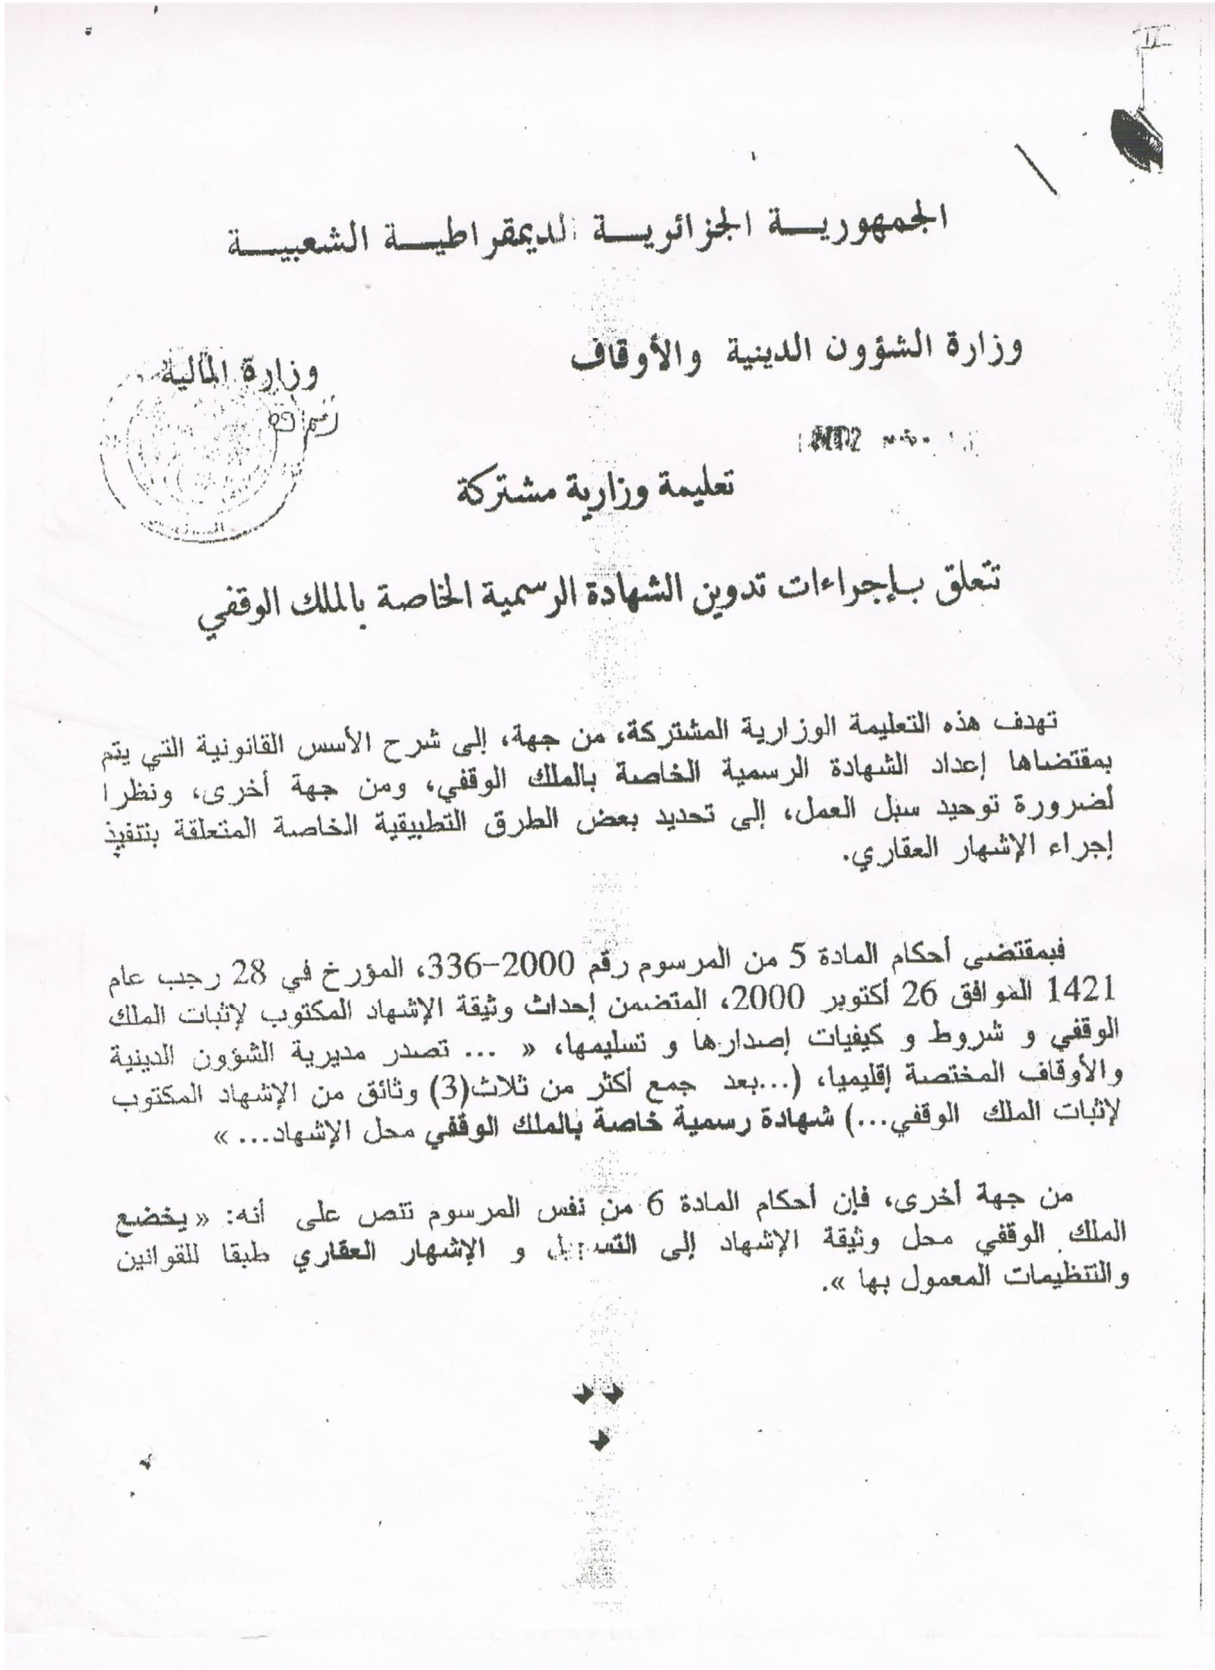 الجمهوريــة الجزائريــة الديمقراطيــة الشعبيــة
وزارة الشؤون الدينية والأوقاف
وزارة المالية
رقم 09
2002
تعليمة وزارية مشتركة
تتعلق بإجراءات تدوين الشهادة الرسمية الخاصة بالملك الوقفي
تهدف هذه التعليمة الوزارية المشتركة، من جهة، إلى شرح الأسس القانونية التي يتم
بمقتضاها إعداد الشهادة الرسمية الخاصة بالملك الوقفي، ومن جهة أخرى، ونظرا
لضرورة توحيد سبل العمل، إلى تحديد بعض الطرق التطبيقية الخاصة المتعلقة بتنفيذ
إجراء الإشهار العقاري.
فبمقتضى أحكام المادة 5 من المرسوم رقم 2000-336، المؤرخ في 28 رجب عام
1421 الموافق 26 أكتوبر 2000، المتضمن إحداث وثيقة الإشهاد المكتوب لإثبات الملك
الوقفي و شروط و كيفيات إصدارها و تسليمها، « ... تصدر مديرية الشؤون الدينية
والأوقاف المختصة إقليميا، (...بعد جمع أكثر من ثلاث(3) وثائق من الإشهاد المكتوب
لإثبات الملك الوقفي...) شهادة رسمية خاصة بالملك الوقفي محل الإشهاد... »
من جهة أخرى، فإن أحكام المادة 6 من نفس المرسوم تنص على أنه: « يخضع
الملك الوقفي محل وثيقة الإشهاد إلى التسجيل و الإشهار العقاري طبقا للقوانين
والتنظيمات المعمول بها ».